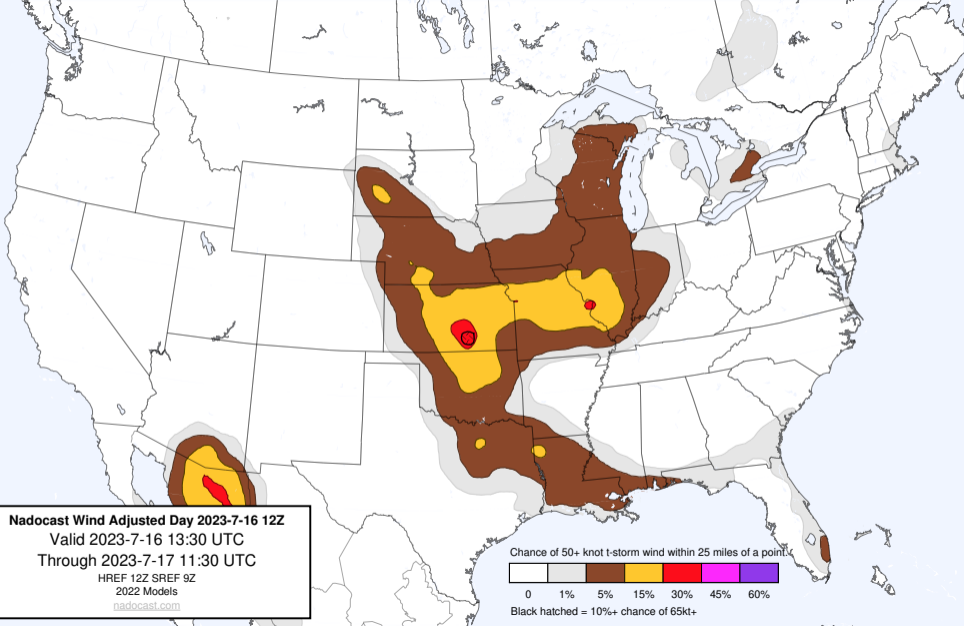 Nadocast Wind Adjusted Day 2023-7-16 12Z
Valid 2023-7-16 13:30 UTC
Through 2023-7-17 11:30 UTC
HREF 12Z SREF 9Z
2022 Models
nadocast.com
Chance of 50+ knot t-storm wind within 25 miles of a point.
0 1% 5% 15% 30% 45% 60%
Black hatched = 10%+ chance of 65kt+